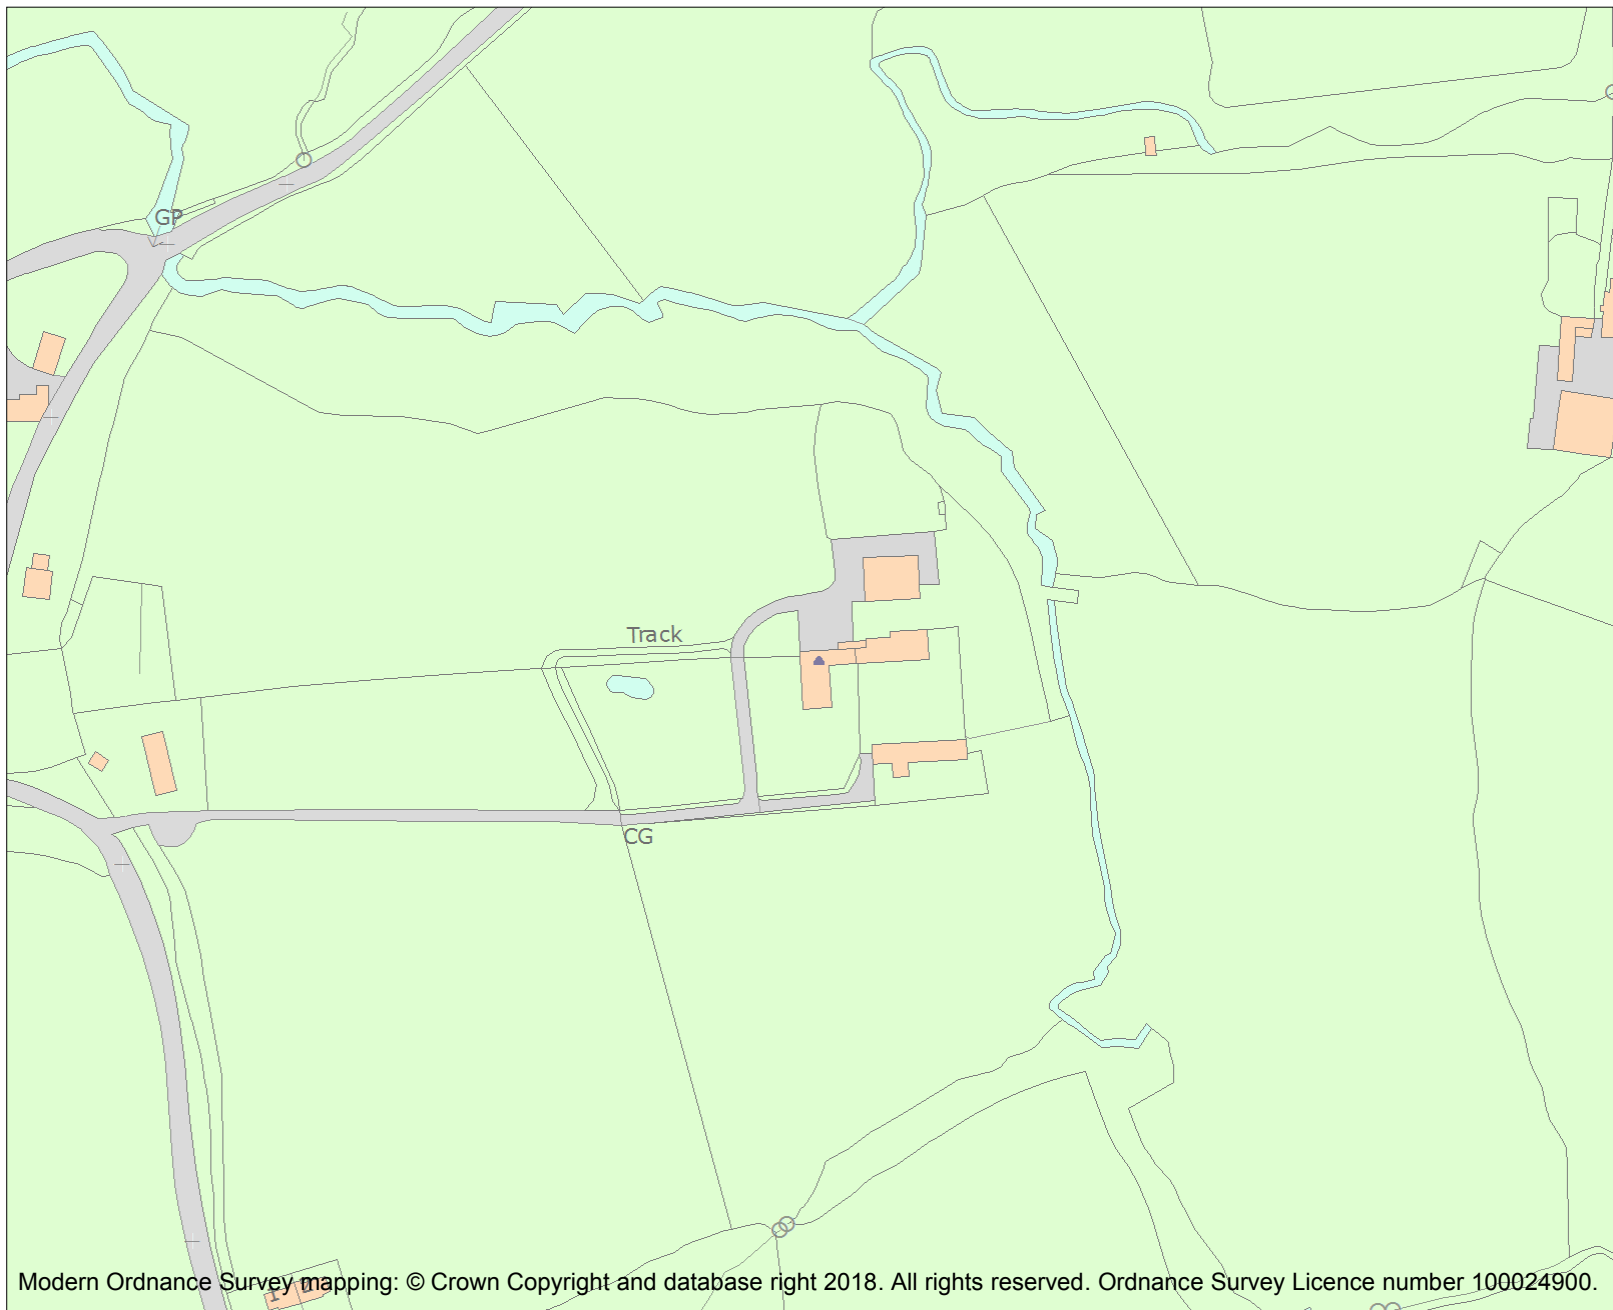 GP
Track
CG
Modern Ordnance Survey mapping: © Crown Copyright and database right 2018. All rights reserved. Ordnance Survey Licence number 100024900.